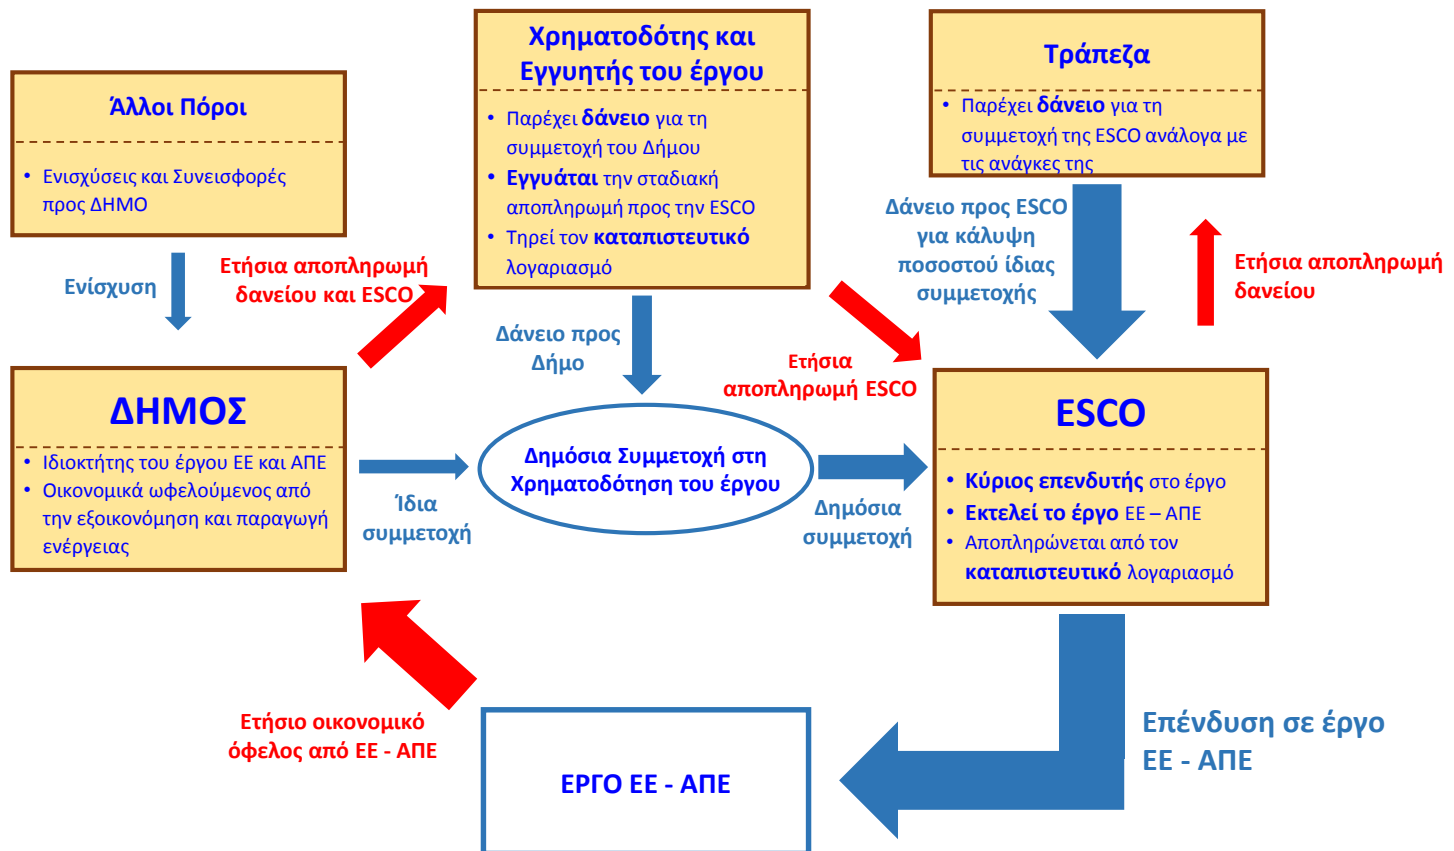 Άλλοι Πόροι
• Ενισχύσεις και Συνεισφορές
προς ΔΗΜΟ
Χρηματοδότης και
Εγγυητής του έργου
• Παρέχει δάνειο για τη
συμμετοχή του Δήμου
• Εγγυάται την σταδιακή
αποπληρωμή προς την ESCO
• Τηρεί τον καταπιστευτικό
λογαριασμό
Τράπεζα
• Παρέχει δάνειο για τη
συμμετοχή της ESCO ανάλογα με
τις ανάγκες της
Ενίσχυση
Ετήσια αποπληρωμή
δανείου και ESCO
Δάνειο προς
Δήμο
Ετήσια
αποπληρωμή ESCO
Δάνειο προς ESCO
για κάλυψη
ποσοστού ίδιας
συμμετοχής
Ετήσια αποπληρωμή
δανείου
ΔΗΜΟΣ
• Ιδιοκτήτης του έργου ΕΕ και ΑΠΕ
• Οικονομικά ωφελούμενος από
την εξοικονόμηση και παραγωγή
ενέργειας
Ίδια
συμμετοχή
Δημόσια Συμμετοχή στη
Χρηματοδότηση του έργου
Δημόσια
συμμετοχή
ESCO
• Κύριος επενδυτής στο έργο
• Εκτελεί το έργο ΕΕ – ΑΠΕ
• Αποπληρώνεται από τον
καταπιστευτικό λογαριασμό
Ετήσιο οικονομικό
όφελος από ΕΕ - ΑΠΕ
ΕΡΓΟ ΕΕ - ΑΠΕ
Επένδυση σε έργο
ΕΕ - ΑΠΕ